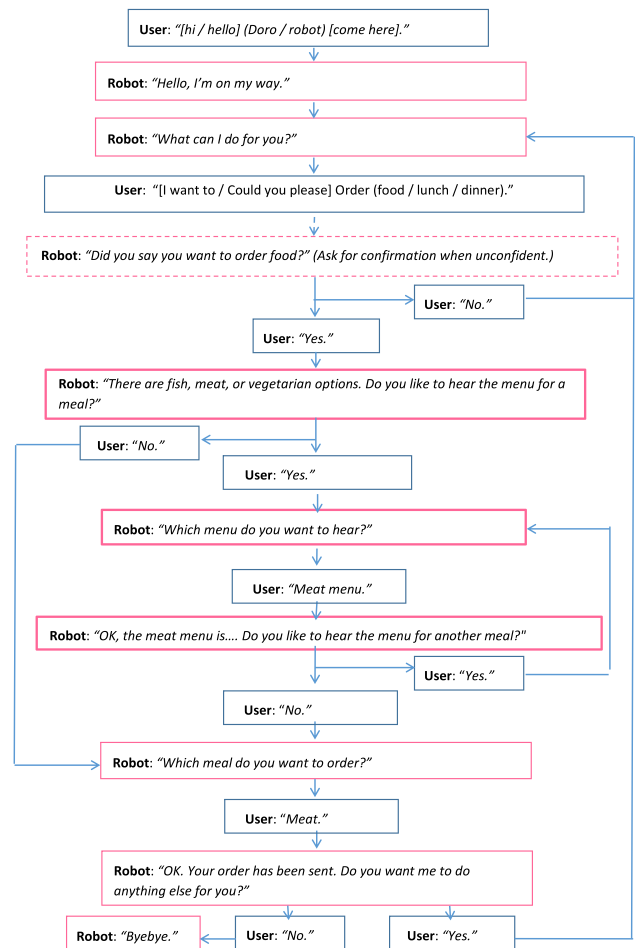 User: “[hi / hello] (Doro / robot) [come here].”
Robot: “Hello, I’m on my way.”
Robot: “What can I do for you?”
User:  “[I want to / Could you please] Order (food / lunch / dinner).”
Robot: “Did you say you want to order food?” (Ask for confirmation when unconfident.)
User: “No.”
User: “Yes.”
Robot: “There are fish, meat, or vegetarian options. Do you like to hear the menu for a
meal?”
User: “No.”
User: “Yes.”
Robot: “Which menu do you want to hear?”
User: “Meat menu.”
Robot: “OK, the meat menu is…. Do you like to hear the menu for another meal?"
User: “Yes.”
User: “No.”
Robot: “Which meal do you want to order?”
User: “Meat.”
Robot: “OK. Your order has been sent. Do you want me to do
anything else for you?”
Robot: “Byebye.”
User: “No.”
User: “Yes.”